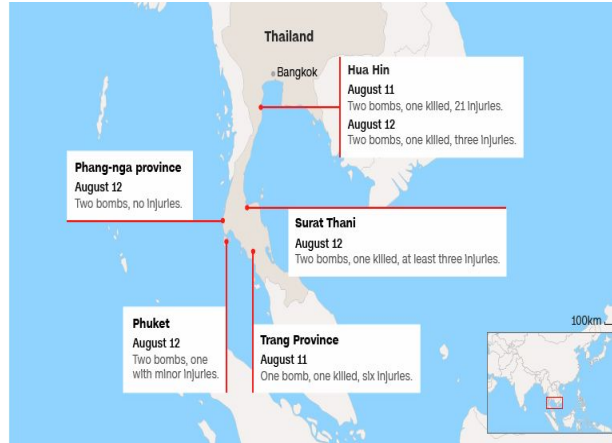 Thailand
Bangkok
Hua Hin
August 11
Two bombs, one killed, 21 injuries.
August 12
Two bombs, one killed, three injuries.
Phang-nga province
August 12
Two bombs, no injuries.
Surat Thani
August 12
Two bombs, one killed, at least three injuries.
Phuket
August 12
Two bombs, one
with minor injuries.
Trang Province
August 11
One bomb, one killed, six injuries.
100km